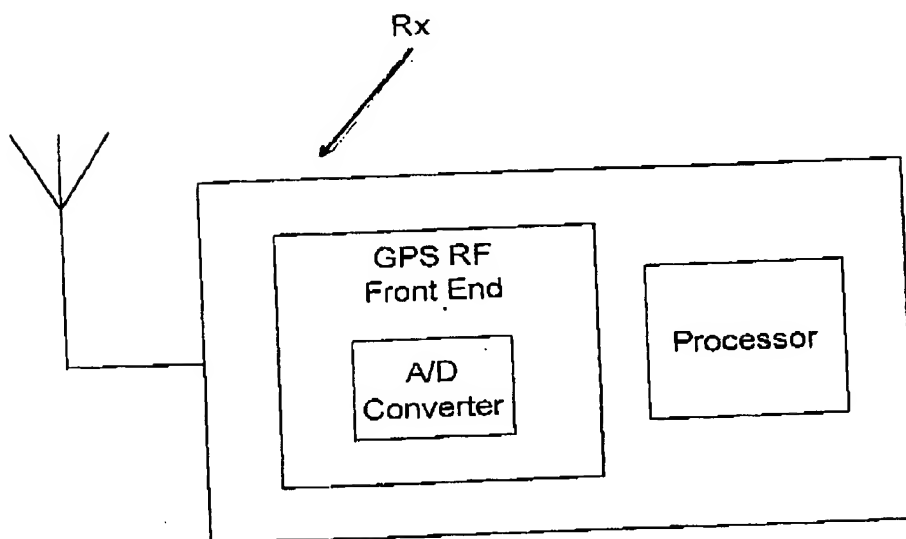 Rx
GPS RF
Front End
A/D
Converter
Processor